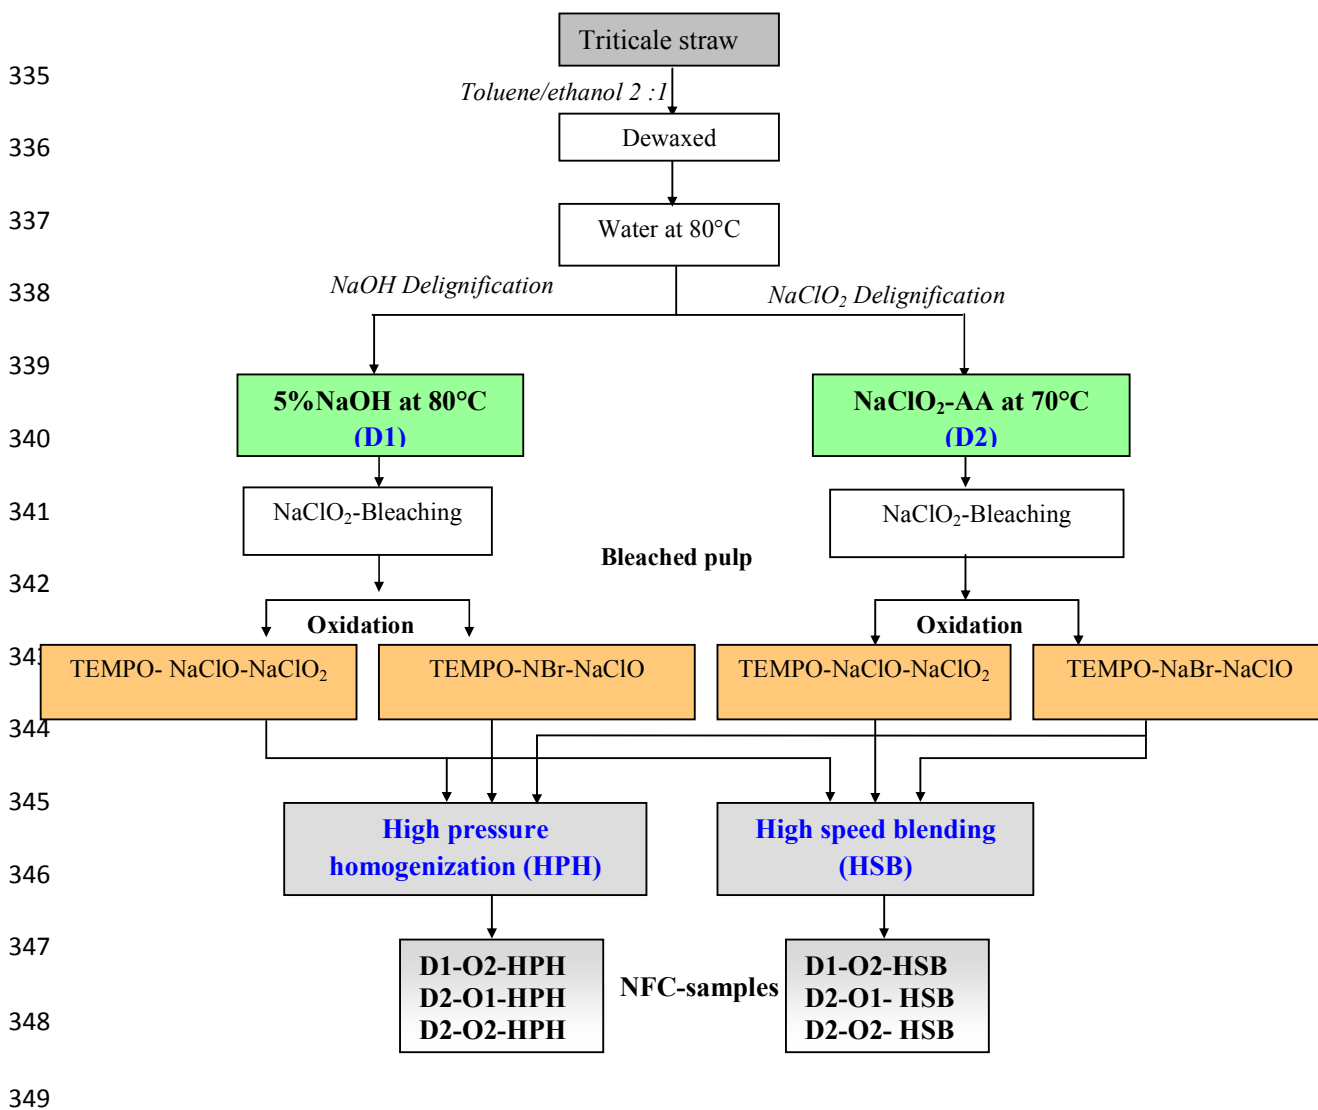 Triticale straw
335
Toluene/ethanol 2 :1
336
Dewaxed
337
Water at 80°C
338
NaOH Delignification
NaClO₂ Delignification
339
5%NaOH at 80°C
(D1)
NaClO₂-AA at 70°C
(D2)
340
341
NaClO₂-Bleaching
NaClO₂-Bleaching
Bleached pulp
342
Oxidation
Oxidation
343
TEMPO- NaClO-NaClO₂
TEMPO-NBr-NaClO
TEMPO-NaClO-NaClO₂
TEMPO-NaBr-NaClO
344
345
High pressure
homogenization (HPH)
High speed blending
(HSB)
346
347
D1-O2-HPH
D2-O1-HPH
D2-O2-HPH
NFC-samples
D1-O2-HSB
D2-O1- HSB
D2-O2- HSB
348
349